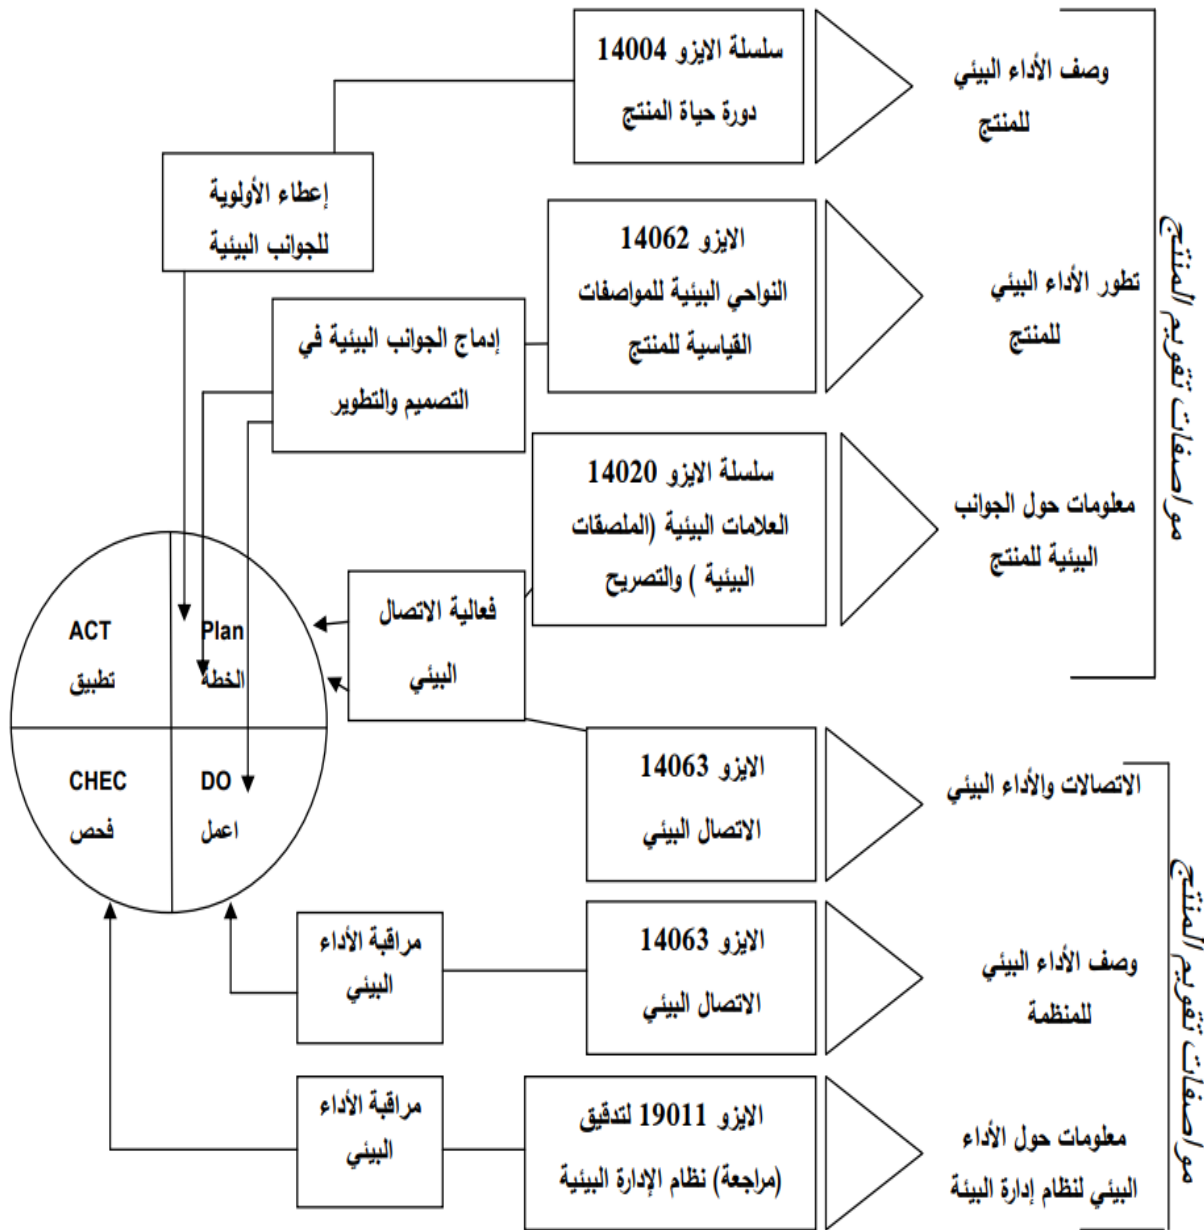 سلسلة الايزو 14004
دورة حياة المنتج
وصف الأداء البيئي
للمنتج
إعطاء الأولوية
للجوانب البيئية
الايزو 14062
النواحي البيئية للمواصفات
القياسية للمنتج
تطور الأداء البيئي
للمنتج
مواصفات تقويم المنتج
إدماج الجوانب البيئية في
التصميم والتطوير
سلسلة الايزو 14020
العلامات البيئية (الملصقات
البيئية ) والتصريح
معلومات حول الجوانب
البيئية للمنتج
فعالية الاتصال
البيئي
ACT
تطبيق
Plan
الخطة
CHEC
فحص
DO
اعمل
الايزو 14063
الاتصال البيئي
الاتصالات والأداء البيئي
مراقبة الأداء
البيئي
الايزو 14063
الاتصال البيئي
وصف الأداء البيئي
للمنظمة
مواصفات تقويم المنتج
مراقبة الأداء
البيئي
الايزو 19011 لتدقيق
(مراجعة) نظام الإدارة البيئية
معلومات حول الأداء
البيئي لنظام إدارة البيئة